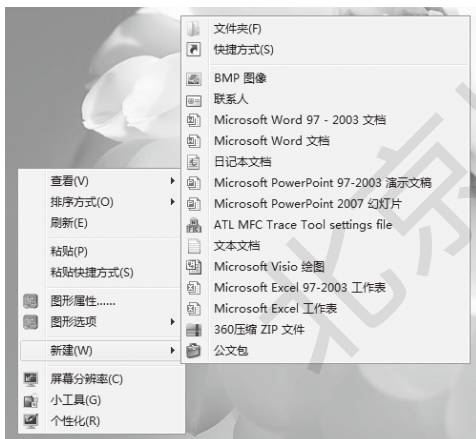 文件夹(F)
快捷方式(S)
BMP 图像
联系人
Microsoft Word 97 - 2003 文档
Microsoft Word 文档
日记本文档
Microsoft PowerPoint 97-2003 演示文稿
Microsoft PowerPoint 2007 幻灯片
ATL MFC Trace Tool settings file
文本文档
Microsoft Visio 绘图
Microsoft Excel 97-2003 工作表
Microsoft Excel 工作表
360压缩 ZIP 文件
公文包
查看(V)
排序方式(O)
刷新(E)
粘贴(P)
粘贴快捷方式(S)
图形属性......
图形选项
新建(W)
屏幕分辨率(C)
小工具(G)
个性化(R)
北京